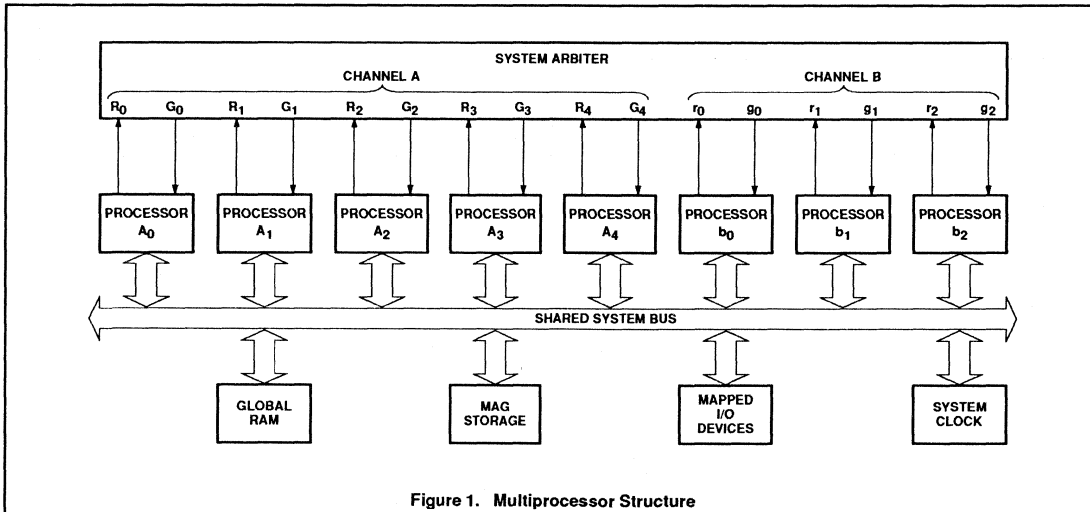 SYSTEM ARBITER
CHANNEL A
CHANNEL B
R0 G0 R1 G1 R2 G2 R3 G3 R4 G4 r0 g0 r1 g1 r2 g2
PROCESSOR A0
PROCESSOR A1
PROCESSOR A2
PROCESSOR A3
PROCESSOR A4
PROCESSOR b0
PROCESSOR b1
PROCESSOR b2
SHARED SYSTEM BUS
GLOBAL RAM
MAG STORAGE
MAPPED I/O DEVICES
SYSTEM CLOCK
Figure 1. Multiprocessor Structure